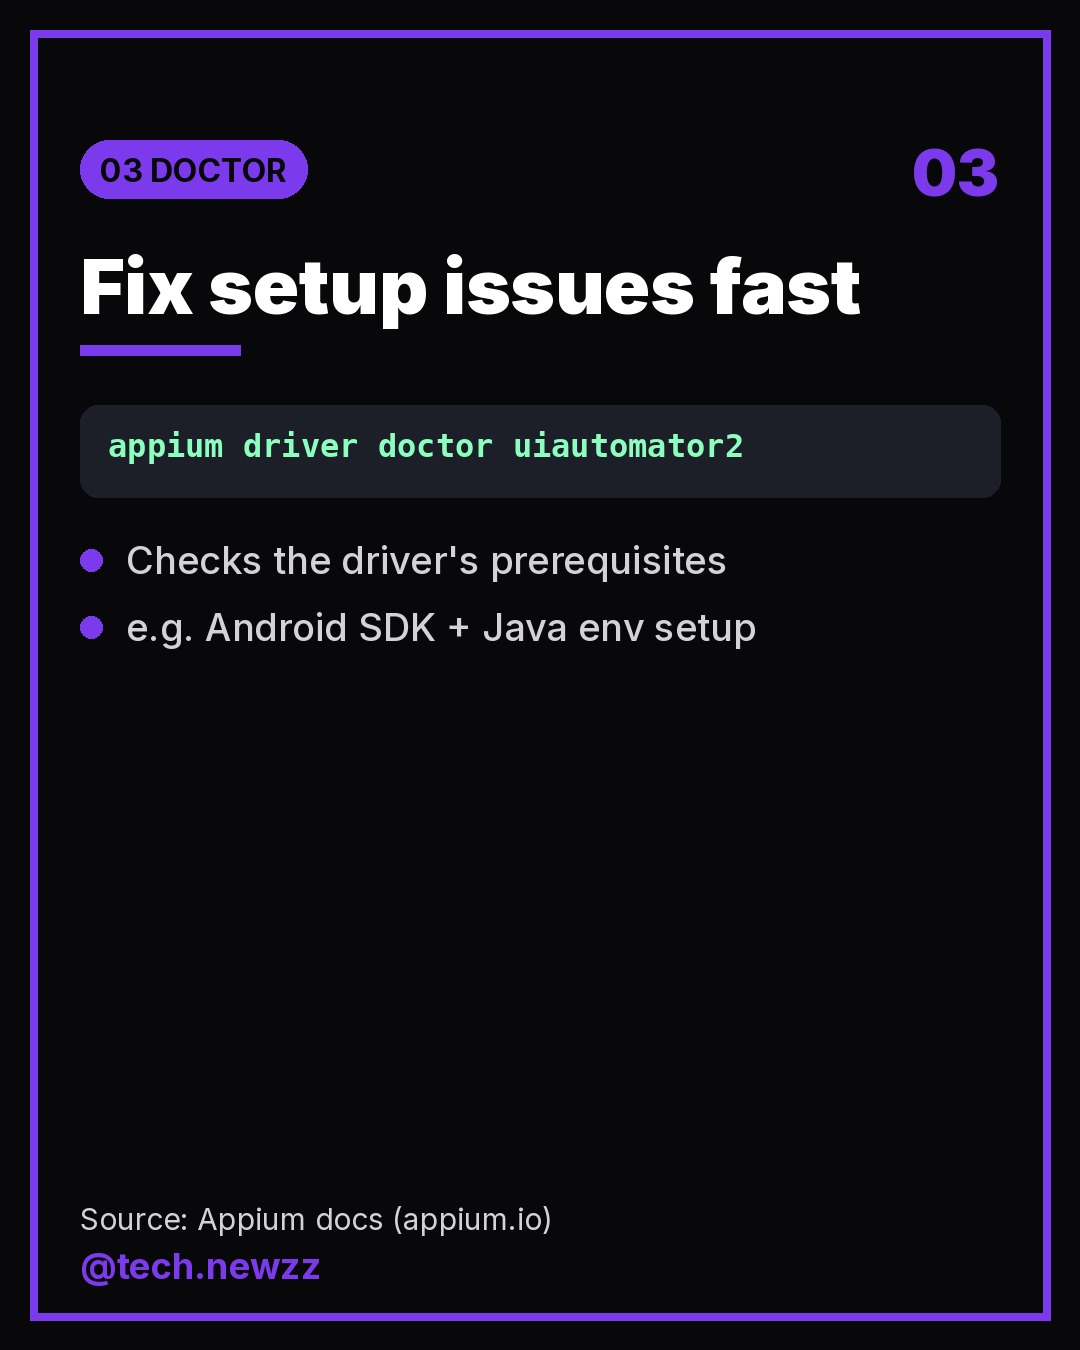 03 DOCTOR
03
Fix setup issues fast
appium driver doctor uiautomator2
Checks the driver's prerequisites
e.g. Android SDK + Java env setup
Source: Appium docs (appium.io)
@tech.newzz